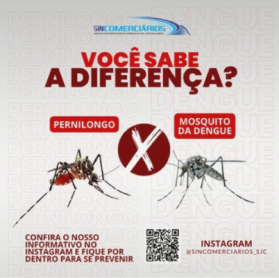 SINCOMERCIÁRIOS
VOCÊ SABE
A DIFERENÇA?
PERNILONGO
X
MOSQUITO
DA DENGUE
CONFIRA O NOSSO
INFORMATIVO NO
INSTAGRAM E FIQUE POR
DENTRO PARA SE PREVENIR
INSTAGRAM
@SINCOMERCIARIOS_SJC